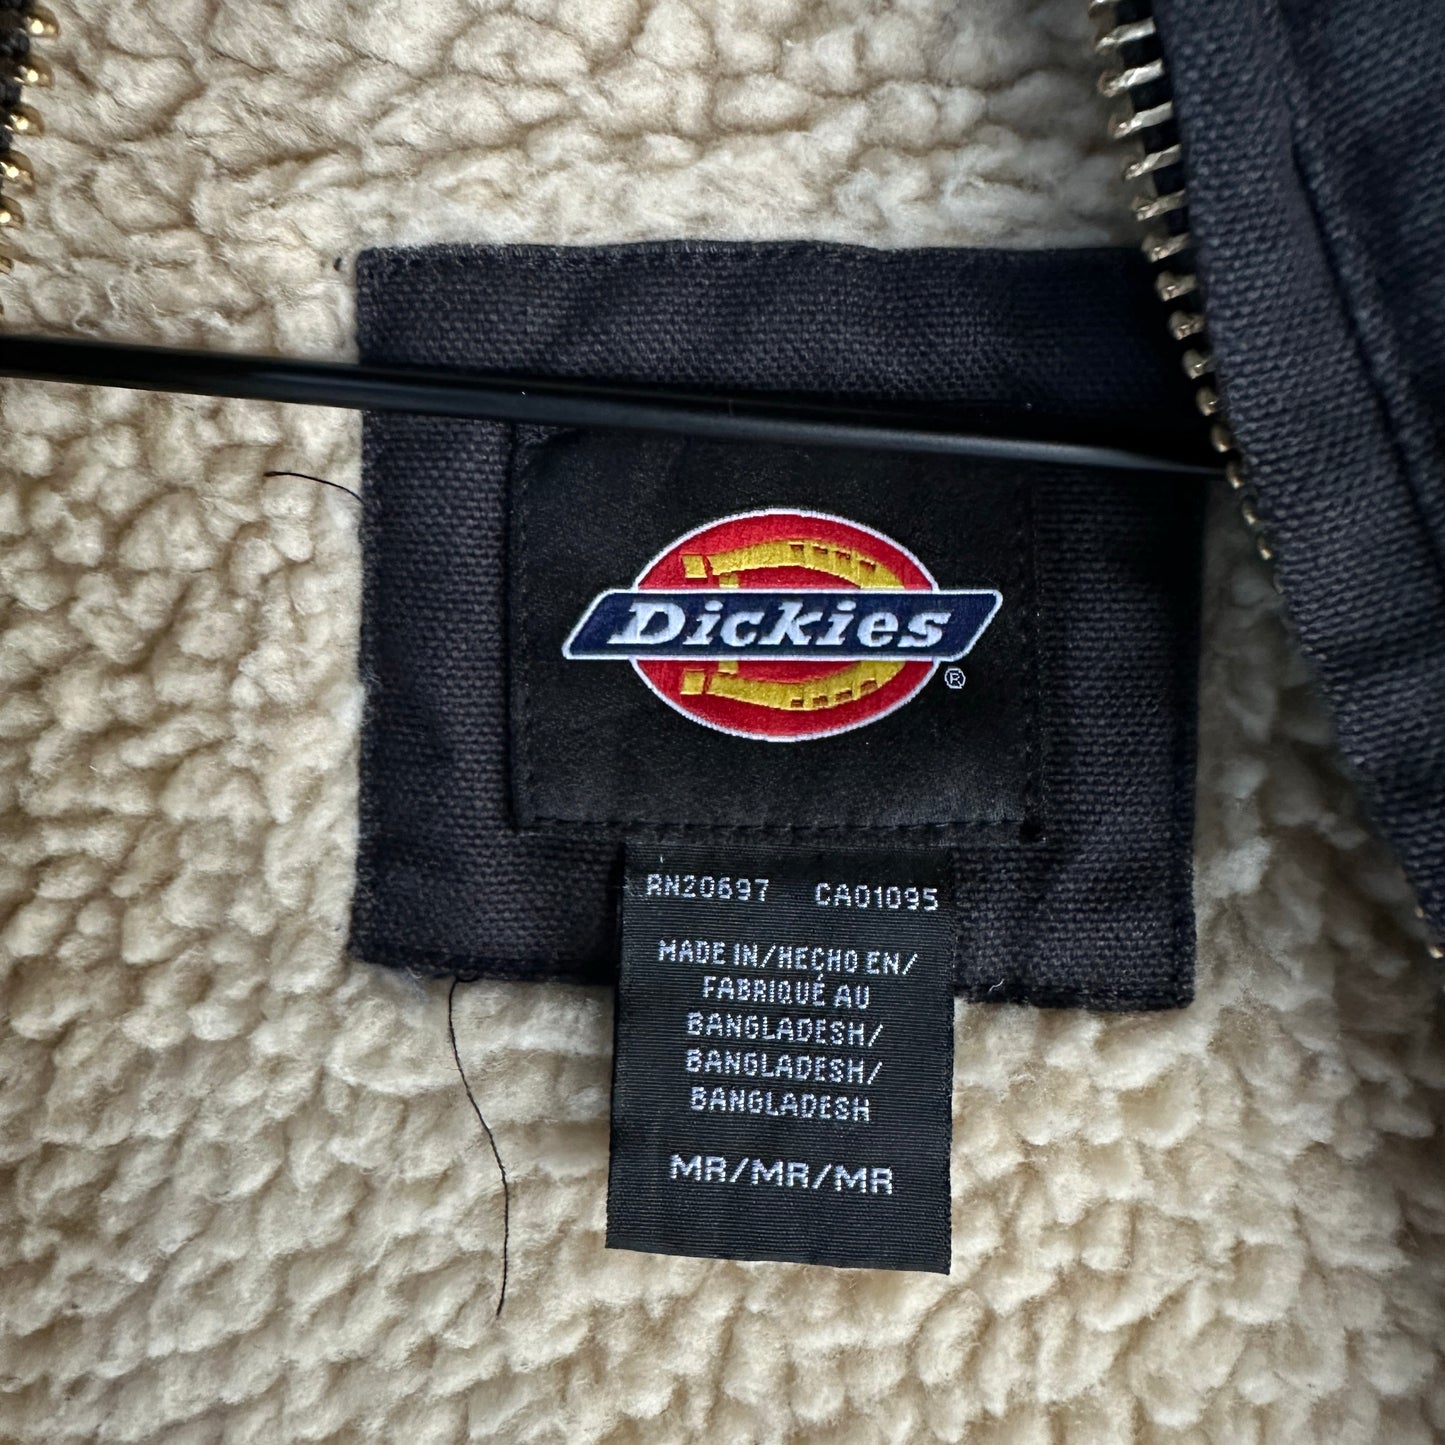 Dickies
®
RN20697 CA01095
MADE IN/HECHO EN/
FABRIQUÉ AU
BANGLADESH/
BANGLADESH/
BANGLADESH
MR/MR/MR